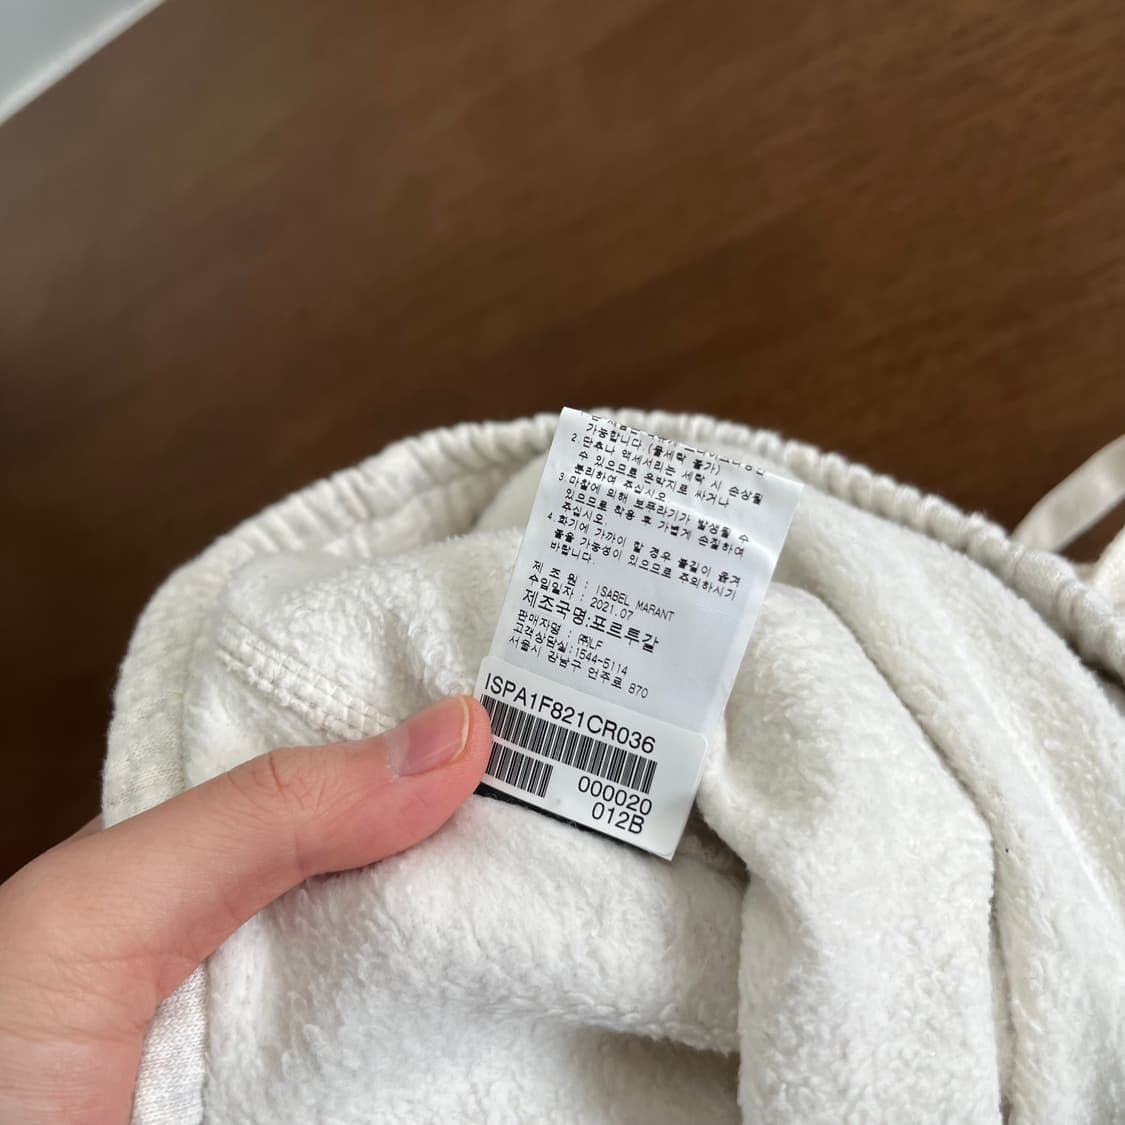 가능합니다.(물세탁 불가)
2.단추나 액세서리는 세탁 시 손상될
수 있으므로 은박지로 싸거나
분리하여 주십시오.
3.마찰에 의해 보푸라기가 발생될 수
있으므로 착용 후 가볍게 손질하여
주십시오.
4.화기에 가까이 할 경우 불길이 옮겨
붙을 가능성이 있으므로 주의하시기
바랍니다.
제 조 원 : ISABEL MARANT
수입일자 : 2021.07
제조국명:포르투갈
판매자명 : ㈜LF
고객상담실:1544-5114
서울시 강남구 언주로 870
ISPA1F821CR036
000020
012B